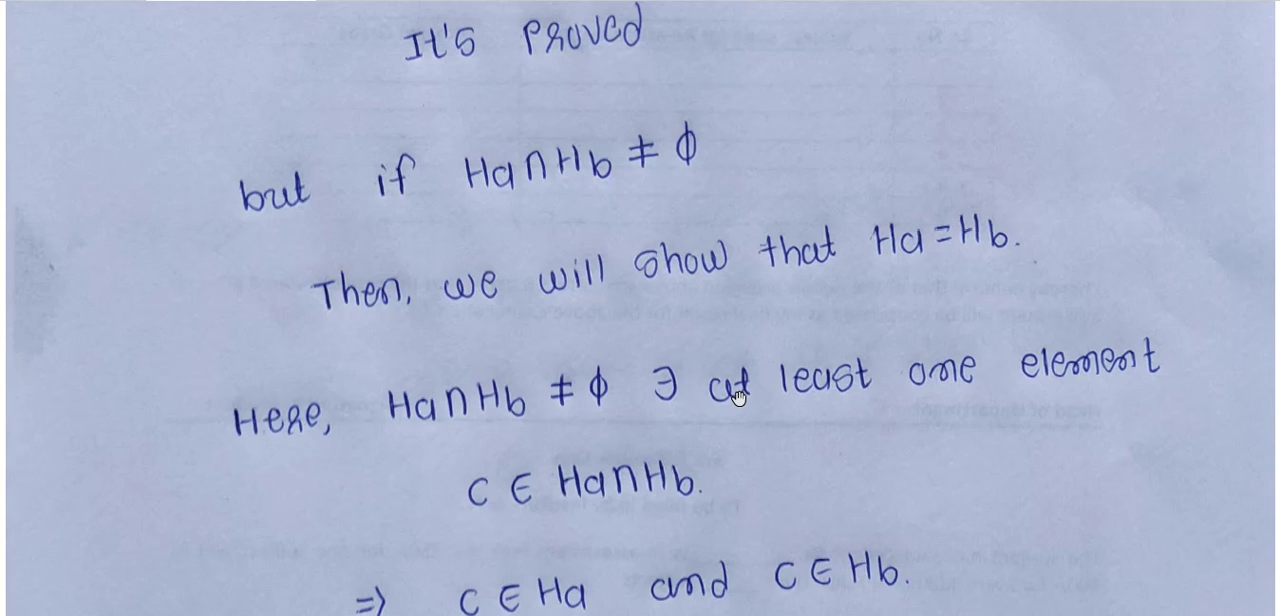 It's proved
but if Ha∩Hb ≠ ϕ
Then, we will show that Ha=Hb.
Here, Ha∩Hb ≠ ϕ ∃ at least one element
C ∈ Ha∩Hb.
=> C ∈ Ha and C ∈ Hb.